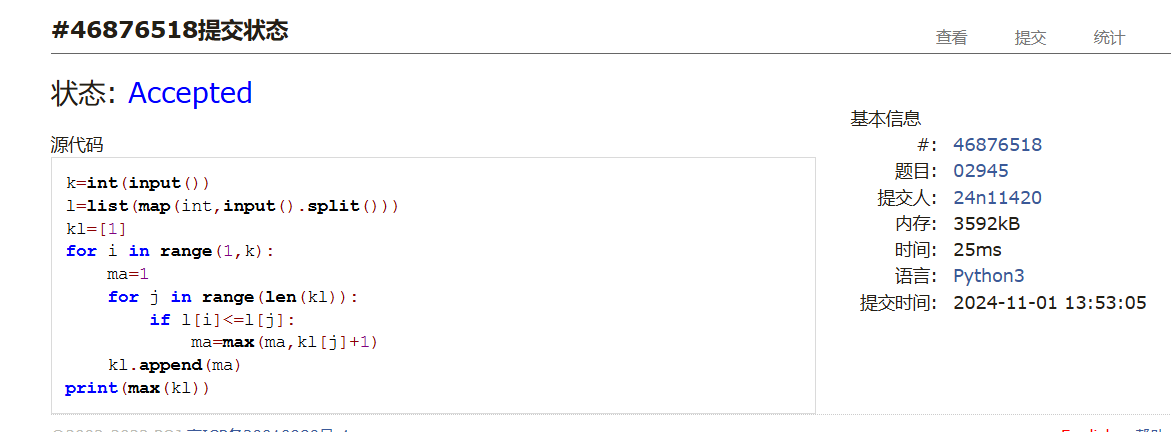 #46876518提交状态
查看 提交 统计
状态: Accepted
源代码
k=int(input())
l=list(map(int,input().split()))
kl=[1]
for i in range(1,k):
    ma=1
    for j in range(len(kl)):
        if l[i]<=l[j]:
            ma=max(ma,kl[j]+1)
    kl.append(ma)
print(max(kl))
基本信息
#: 46876518
题目: 02945
提交人: 24n11420
内存: 3592kB
时间: 25ms
语言: Python3
提交时间: 2024-11-01 13:53:05